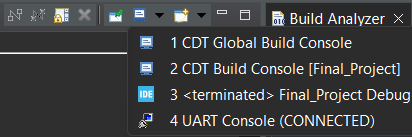 Build Analyzer
1 CDT Global Build Console
2 CDT Build Console [Final_Project]
IDE 3 <terminated> Final_Project Debug
4 UART Console (CONNECTED)